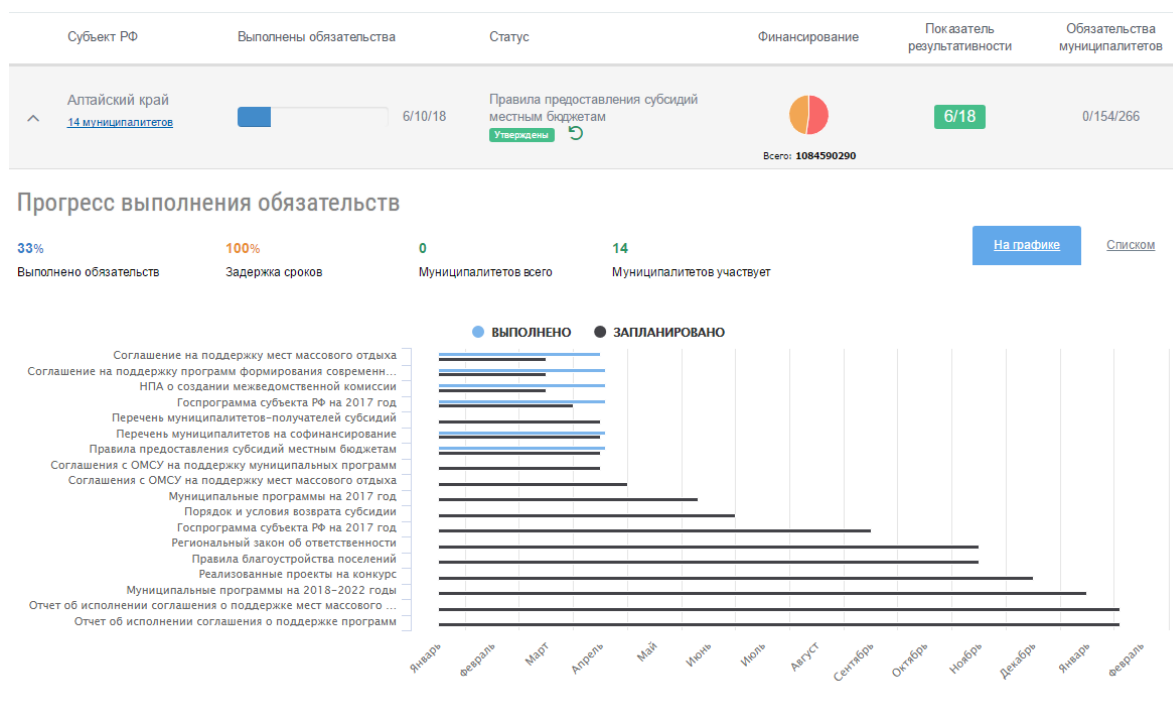 Субъект РФ
Выполнены обязательства
Статус
Финансирование
Показатель
результативности
Обязательства
муниципалитетов
Алтайский край
14 муниципалитетов
6/10/18
Правила предоставления субсидий
местным бюджетам
Утверждены
Всего: 1084590290
6/18
0/154/266
Прогресс выполнения обязательств
33%
Выполнено обязательств
100%
Задержка сроков
0
Муниципалитетов всего
14
Муниципалитетов участвует
На графике
Списком
ВЫПОЛНЕНО
ЗАПЛАНИРОВАНО
Соглашение на поддержку мест массового отдыха
Соглашение на поддержку программ формирования современн...
НПА о создании межведомственной комиссии
Госпрограмма субъекта РФ на 2017 год
Перечень муниципалитетов-получателей субсидий
Перечень муниципалитетов на софинансирование
Правила предоставления субсидий местным бюджетам
Соглашения с ОМСУ на поддержку муниципальных программ
Соглашения с ОМСУ на поддержку мест массового отдыха
Муниципальные программы на 2017 год
Порядок и условия возврата субсидии
Госпрограмма субъекта РФ на 2017 год
Региональный закон об ответственности
Правила благоустройства поселений
Реализованные проекты на конкурс
Муниципальные программы на 2018-2022 годы
Отчет об исполнении соглашения о поддержке мест массового ...
Отчет об исполнении соглашения о поддержке программ
Январь
Февраль
Март
Апрель
Май
Июнь
Июль
Август
Сентябрь
Октябрь
Ноябрь
Декабрь
Январь
Февраль